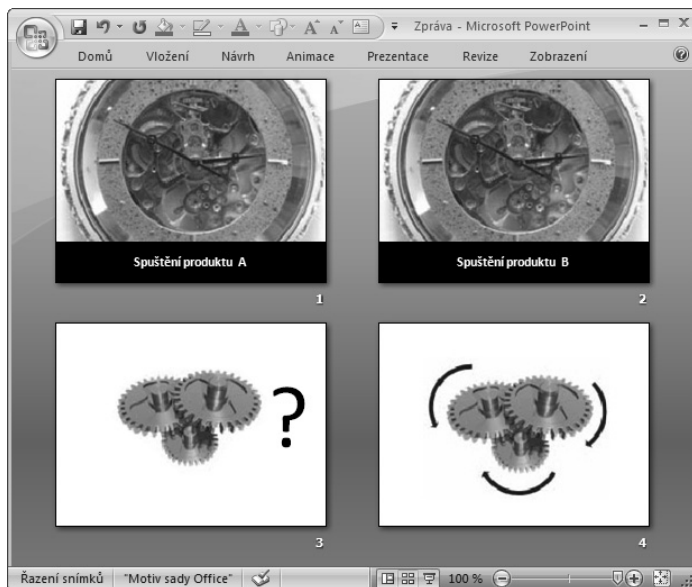 Zpráva - Microsoft PowerPoint
Domů Vložení Návrh Animace Prezentace Revize Zobrazení
Spuštění produktu A
Spuštění produktu B
1
2
?
3
4
Řazení snímků "Motiv sady Office" 100 %